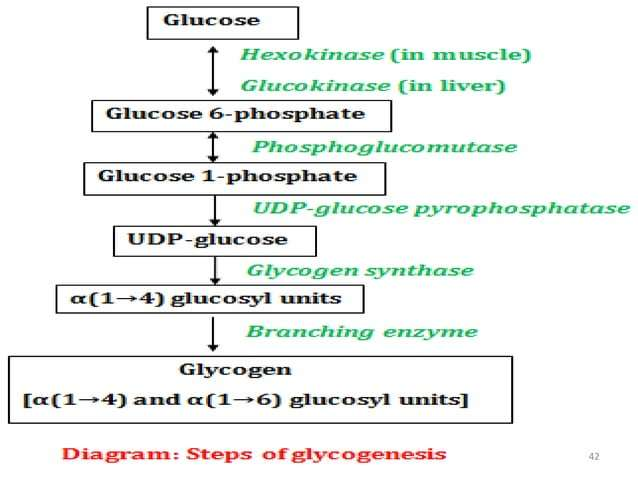 Glucose
Hexokinase (in muscle)
Glucokinase (in liver)
Glucose 6-phosphate
Phosphoglucomutase
Glucose 1-phosphate
UDP-glucose pyrophosphatase
UDP-glucose
Glycogen synthase
α(1→4) glucosyl units
Branching enzyme
Glycogen
[α(1→4) and α(1→6) glucosyl units]
Diagram: Steps of glycogenesis
42